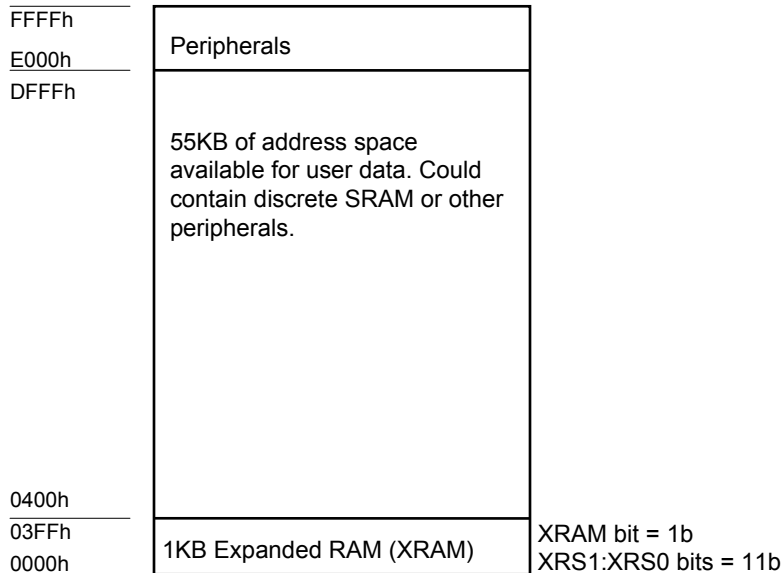 FFFFh
Peripherals
E000h
DFFFh
55KB of address space
available for user data. Could
contain discrete SRAM or other
peripherals.
0400h
03FFh
XRAM bit = 1b
1KB Expanded RAM (XRAM)
0000h
XRS1:XRS0 bits = 11b